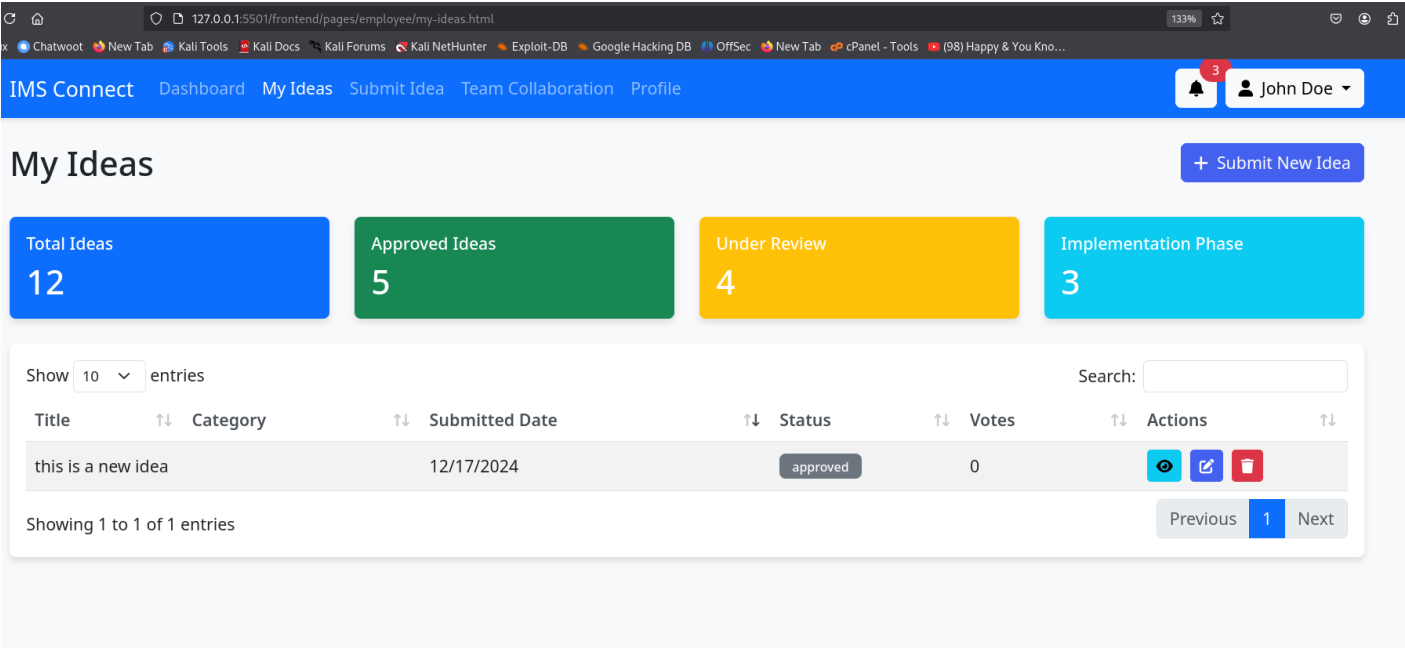 127.0.0.1:5501/frontend/pages/employee/my-ideas.html 133%
x Chatwoot New Tab Kali Tools Kali Docs Kali Forums Kali NetHunter Exploit-DB Google Hacking DB OffSec New Tab cPanel - Tools (98) Happy & You Kno...
IMS Connect Dashboard My Ideas Submit Idea Team Collaboration Profile 3 John Doe
My Ideas + Submit New Idea
Total Ideas Approved Ideas Under Review Implementation Phase
12 5 4 3
Show 10 entries Search:
Title Category Submitted Date Status Votes Actions
this is a new idea 12/17/2024 approved 0
Showing 1 to 1 of 1 entries Previous 1 Next